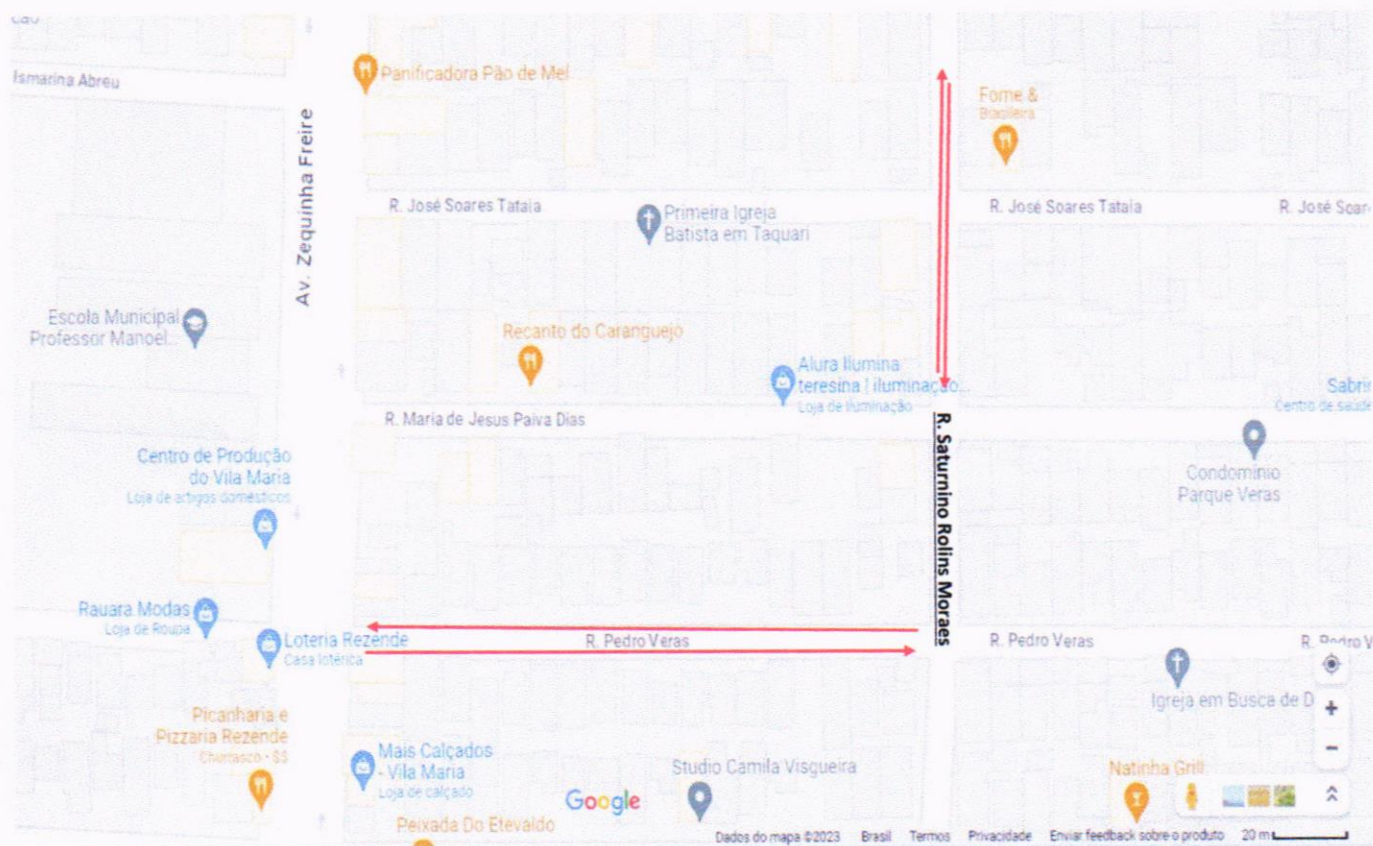 Ismarina Abreu
Av. Zequinha Freire
Panificadora Pão de Mel
Fome &
Brasileira
R. José Soares Tataia
Primeira Igreja
Batista em Taquari
R. José Soares Tataia
R. José Soar
Escola Municipal
Professor Manoel...
Recanto do Caranguejo
Alura Ilumina
teresina | iluminação...
Loja de iluminação
Sabrin
Centro de saúde
R. Maria de Jesus Paiva Dias
R. Saturnino Rolins Moraes
Condomínio
Parque Veras
Centro de Produção
do Vila Maria
Loja de artigos domésticos
Rauara Modas
Loja de Roupa
Loteria Rezende
Casa lotérica
R. Pedro Veras
R. Pedro Veras
R. Pedro V
Igreja em Busca de D
Picanharia e
Pizzaria Rezende
Churrasco · $$
Mais Calçados
- Vila Maria
Loja de calçado
Studio Camila Visgueira
Natinha Grill
Google
Peixada Do Etevaldo
Dados do mapa ©2023 Brasil Termos Privacidade Enviar feedback sobre o produto 20 m